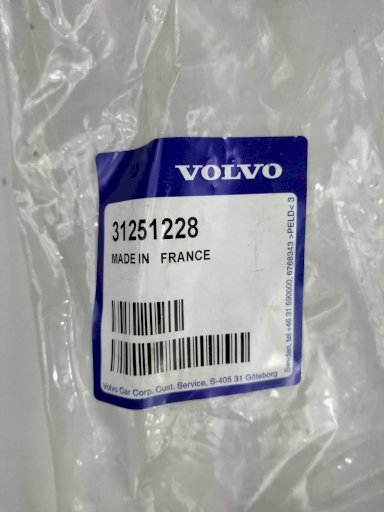 VOLVO
31251228
MADE IN FRANCE
Volvo Car Corp. Cust. Service, S-405 31 Göteborg
Sweden, tel +46 31 590000, 6768343 >PELD< 3